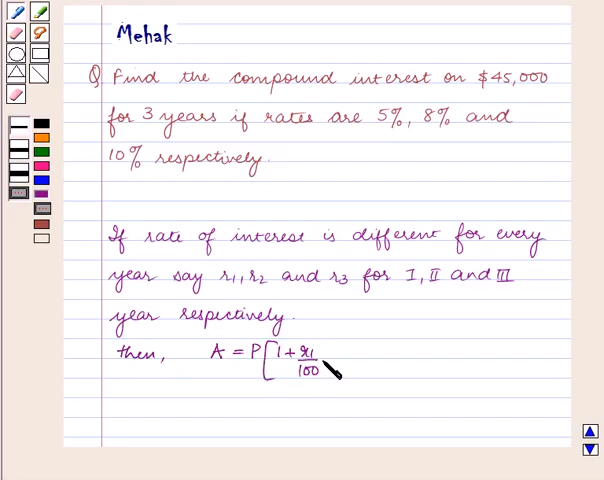 Mehak
Q Find the compound interest on $45,000
for 3 years if rates are 5%, 8% and
10% respectively.
If rate of interest is different for every
year say r1, r2 and r3 for I, II and III
year respectively.
then, A = P[1 + r1/100